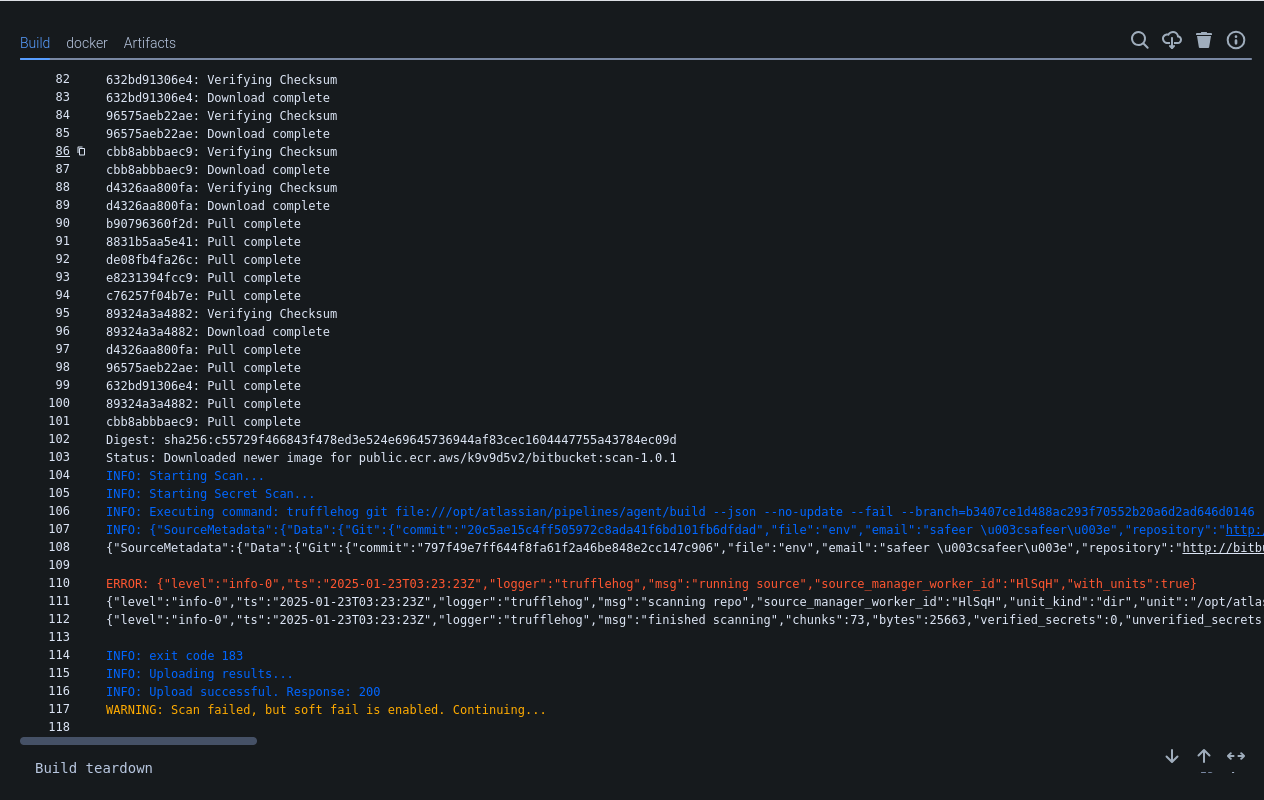 Build docker Artifacts
82 632bd91306e4: Verifying Checksum
83 632bd91306e4: Download complete
84 96575aeb22ae: Verifying Checksum
85 96575aeb22ae: Download complete
86 cbb8abbbaec9: Verifying Checksum
87 cbb8abbbaec9: Download complete
88 d4326aa800fa: Verifying Checksum
89 d4326aa800fa: Download complete
90 b90796360f2d: Pull complete
91 8831b5aa5e41: Pull complete
92 de08fb4fa26c: Pull complete
93 e8231394fcc9: Pull complete
94 c76257f04b7e: Pull complete
95 89324a3a4882: Verifying Checksum
96 89324a3a4882: Download complete
97 d4326aa800fa: Pull complete
98 96575aeb22ae: Pull complete
99 632bd91306e4: Pull complete
100 89324a3a4882: Pull complete
101 cbb8abbbaec9: Pull complete
102 Digest: sha256:c55729f466843f478ed3e524e69645736944af83cec1604447755a43784ec09d
103 Status: Downloaded newer image for public.ecr.aws/k9v9d5v2/bitbucket:scan-1.0.1
104 INFO: Starting Scan...
105 INFO: Starting Secret Scan...
106 INFO: Executing command: trufflehog git file:///opt/atlassian/pipelines/agent/build --json --no-update --fail --branch=b3407ce1d488ac293f70552b20a6d2ad646d0146
107 INFO: {"SourceMetadata":{"Data":{"Git":{"commit":"20c5ae15c4ff505972c8ada41f6bd101fb6dfdad","file":"env","email":"safeer \u003csafeer\u003e","repository":"http:
108 {"SourceMetadata":{"Data":{"Git":{"commit":"797f49e7ff644f8fa61f2a46be848e2cc147c906","file":"env","email":"safeer \u003csafeer\u003e","repository":"http://bitbu
109
110 ERROR: {"level":"info-0","ts":"2025-01-23T03:23:23Z","logger":"trufflehog","msg":"running source","source_manager_worker_id":"HlSqH","with_units":true}
111 {"level":"info-0","ts":"2025-01-23T03:23:23Z","logger":"trufflehog","msg":"scanning repo","source_manager_worker_id":"HlSqH","unit_kind":"dir","unit":"/opt/atlas
112 {"level":"info-0","ts":"2025-01-23T03:23:23Z","logger":"trufflehog","msg":"finished scanning","chunks":73,"bytes":25663,"verified_secrets":0,"unverified_secrets
113
114 INFO: exit code 183
115 INFO: Uploading results...
116 INFO: Upload successful. Response: 200
117 WARNING: Scan failed, but soft fail is enabled. Continuing...
118
Build teardown